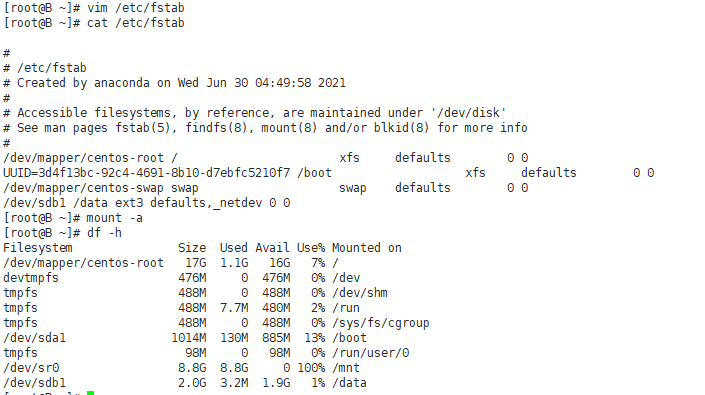 [root@B ~]# vim /etc/fstab
[root@B ~]# cat /etc/fstab
#
# /etc/fstab
# Created by anaconda on Wed Jun 30 04:49:58 2021
#
# Accessible filesystems, by reference, are maintained under '/dev/disk'
# See man pages fstab(5), findfs(8), mount(8) and/or blkid(8) for more info
#
/dev/mapper/centos-root / xfs defaults 0 0
UUID=3d4f13bc-92c4-4691-8b10-d7ebfc5210f7 /boot xfs defaults 0 0
/dev/mapper/centos-swap swap swap defaults 0 0
/dev/sdb1 /data ext3 defaults,_netdev 0 0
[root@B ~]# mount -a
[root@B ~]# df -h
Filesystem Size Used Avail Use% Mounted on
/dev/mapper/centos-root 17G 1.1G 16G 7% /
devtmpfs 476M 0 476M 0% /dev
tmpfs 488M 0 488M 0% /dev/shm
tmpfs 488M 7.7M 480M 2% /run
tmpfs 488M 0 488M 0% /sys/fs/cgroup
/dev/sda1 1014M 130M 885M 13% /boot
tmpfs 98M 0 98M 0% /run/user/0
/dev/sr0 8.8G 8.8G 0 100% /mnt
/dev/sdb1 2.0G 3.2M 1.9G 1% /data
[root@B ~]#